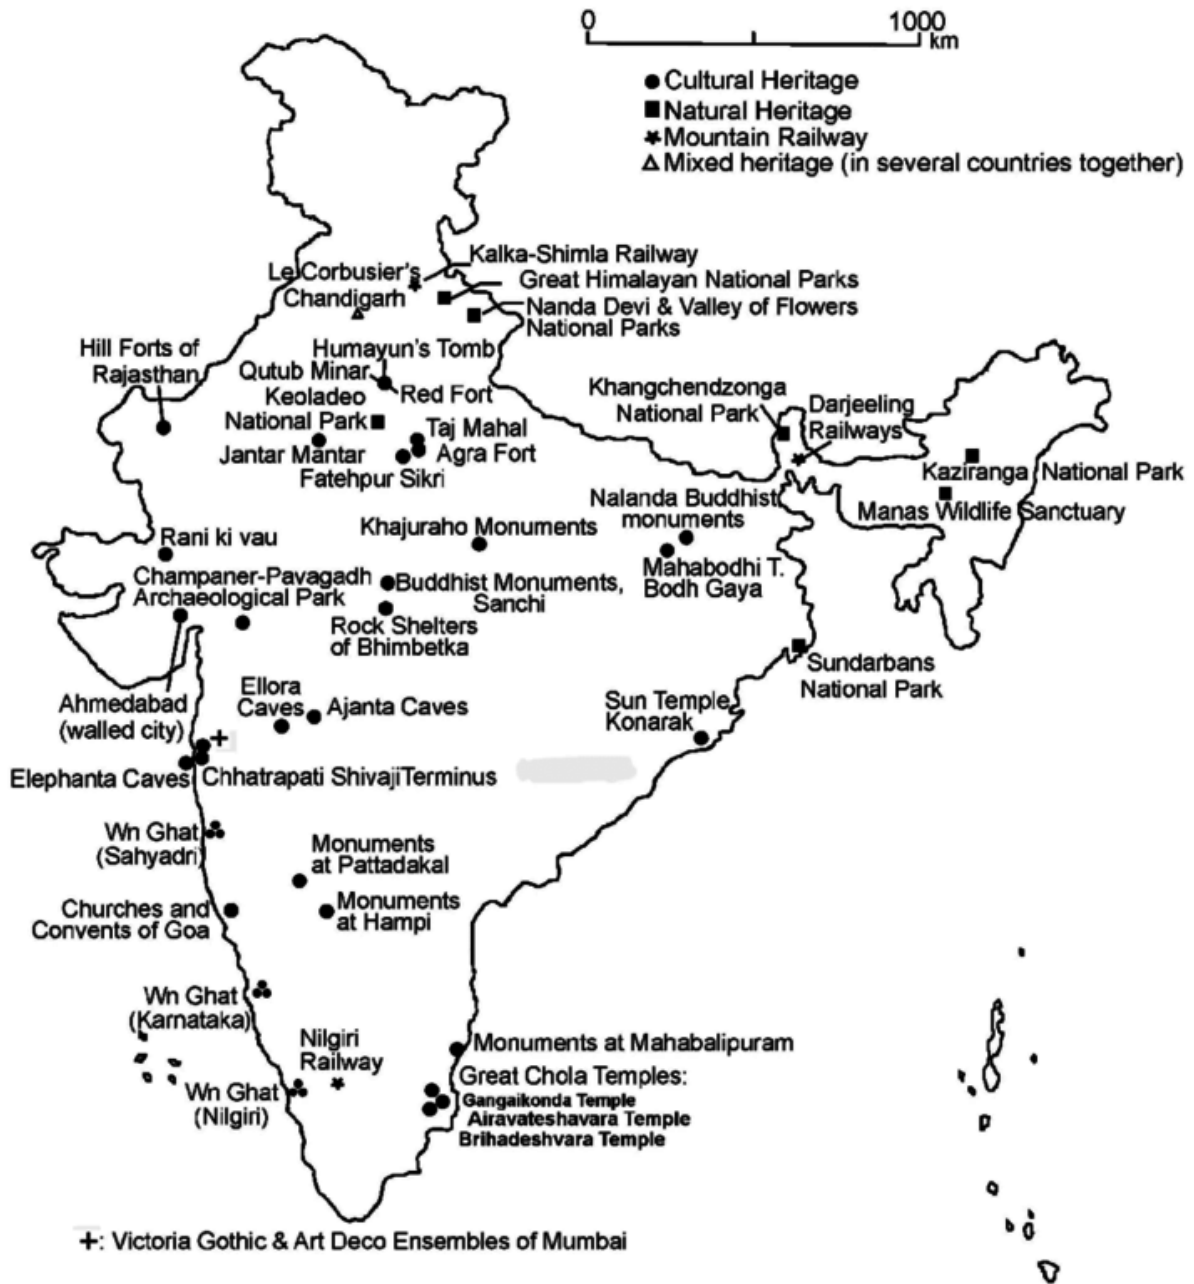 0 1000
km
Cultural Heritage
Natural Heritage
Mountain Railway
Mixed heritage (in several countries together)
Kalka-Shimla Railway
Le Corbusier's
Chandigarh
Great Himalayan National Parks
Nanda Devi & Valley of Flowers
National Parks
Hill Forts of
Rajasthan
Humayun's Tomb
Qutub Minar
Red Fort
Keoladeo
National Park
Jantar Mantar
Taj Mahal
Agra Fort
Fatehpur Sikri
Khangchendzonga
National Park
Darjeeling
Railways
Kaziranga National Park
Manas Wildlife Sanctuary
Nalanda Buddhist
monuments
Mahabodhi T.
Bodh Gaya
Khajuraho Monuments
Rani ki vau
Champaner-Pavagadh
Archaeological Park
Buddhist Monuments,
Sanchi
Rock Shelters
of Bhimbetka
Sundarbans
National Park
Ahmedabad
(walled city)
Ellora
Caves
Ajanta Caves
Sun Temple
Konarak
Elephanta Caves
Chhatrapati ShivajiTerminus
Wn Ghat
(Sahyadri)
Monuments
at Pattadakal
Churches and
Convents of Goa
Monuments
at Hampi
Wn Ghat
(Karnataka)
Nilgiri
Railway
Wn Ghat
(Nilgiri)
Monuments at Mahabalipuram
Great Chola Temples:
Gangaikonda Temple
Airavateshavara Temple
Brihadeshvara Temple
+: Victoria Gothic & Art Deco Ensembles of Mumbai